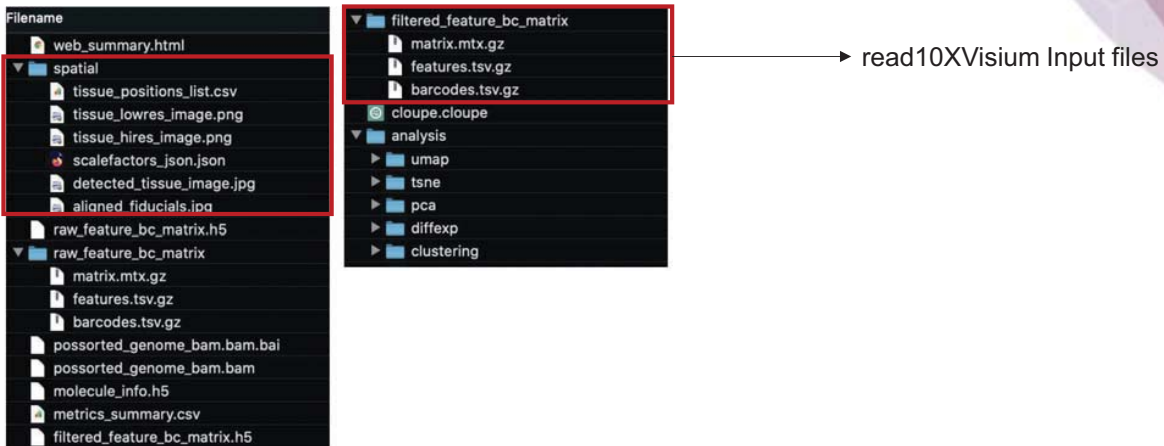 Filename
web_summary.html
spatial
tissue_positions_list.csv
tissue_lowres_image.png
tissue_hires_image.png
scalefactors_json.json
detected_tissue_image.jpg
aligned_fiducials.jpg
raw_feature_bc_matrix.h5
raw_feature_bc_matrix
matrix.mtx.gz
features.tsv.gz
barcodes.tsv.gz
possorted_genome_bam.bam.bai
possorted_genome_bam.bam
molecule_info.h5
metrics_summary.csv
filtered_feature_bc_matrix.h5
filtered_feature_bc_matrix
matrix.mtx.gz
features.tsv.gz
barcodes.tsv.gz
cloupe.cloupe
analysis
umap
tsne
pca
diffexp
clustering
read10XVisium Input files